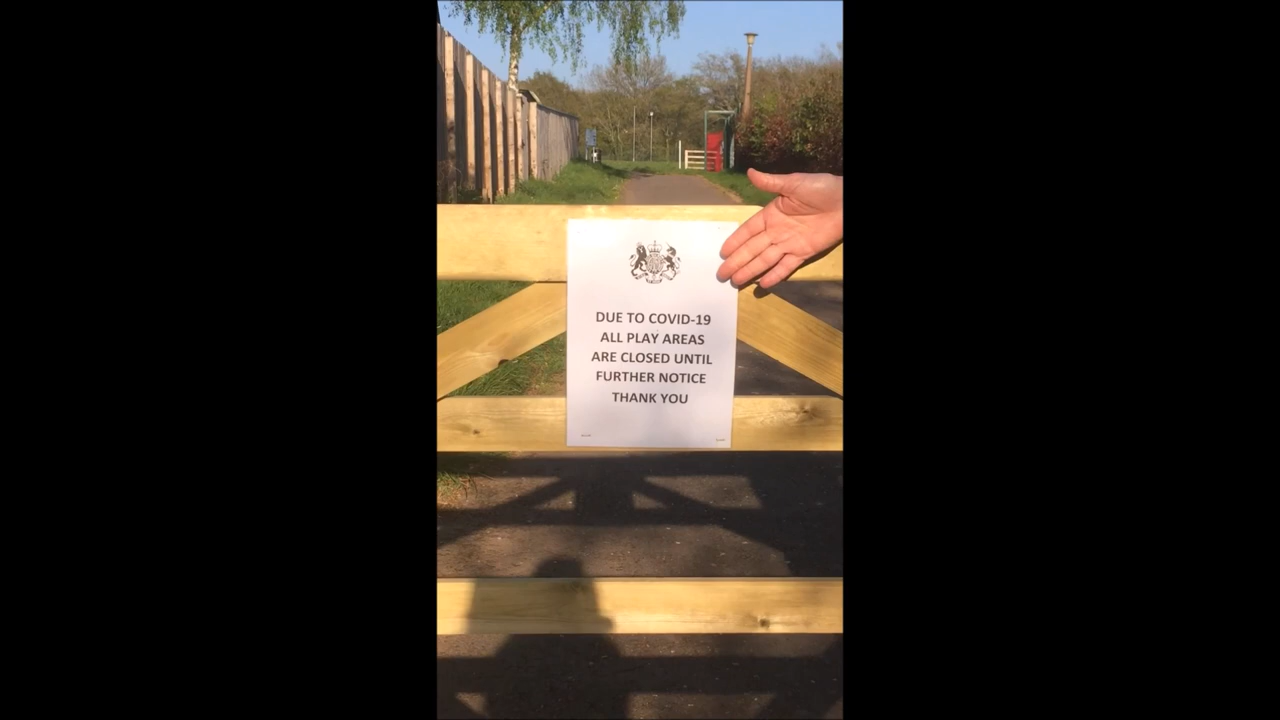 DUE TO COVID-19
ALL PLAY AREAS
ARE CLOSED UNTIL
FURTHER NOTICE
THANK YOU